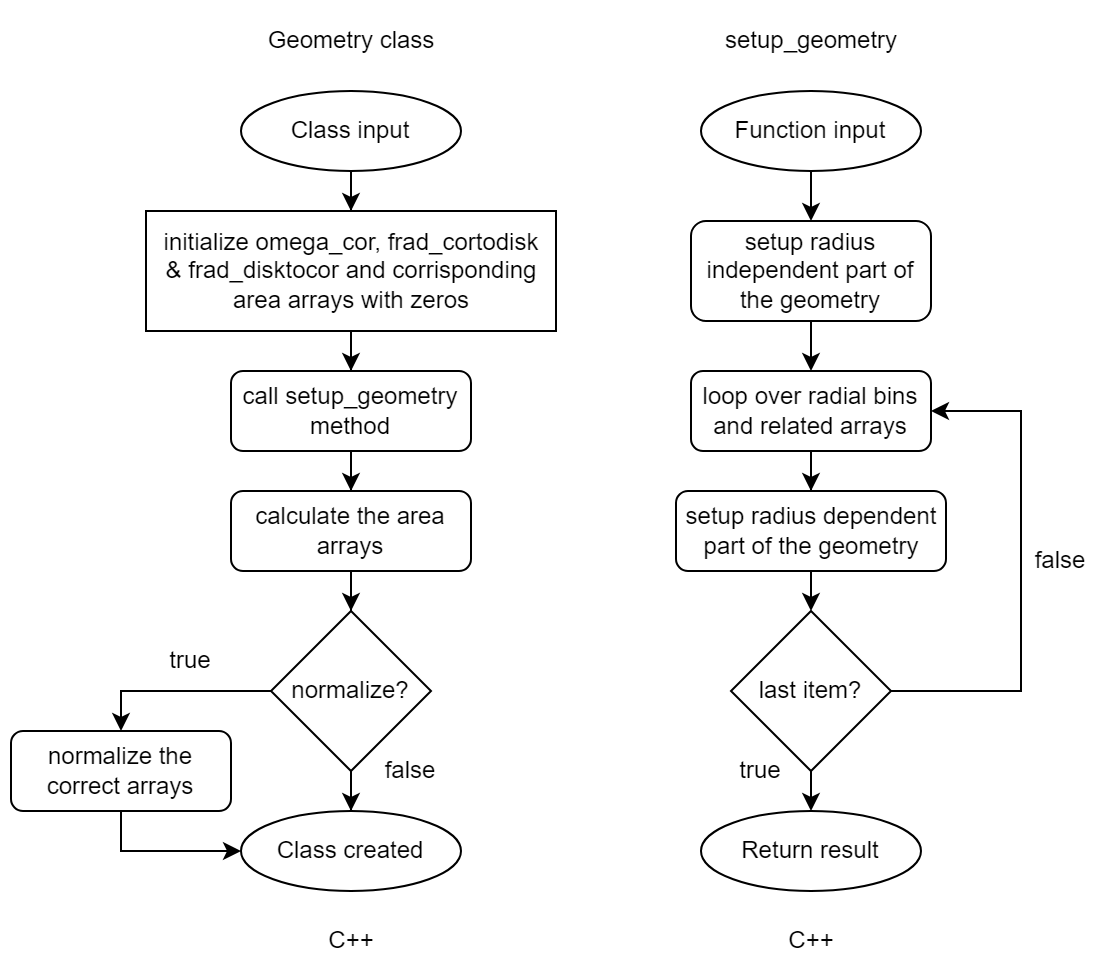 Geometry class
Class input
initialize omega_cor, frad_cortodisk
& frad_disktocor and corrisponding
area arrays with zeros
call setup_geometry
method
calculate the area
arrays
normalize?
true
false
normalize the
correct arrays
Class created
C++
setup_geometry
Function input
setup radius
independent part of
the geometry
loop over radial bins
and related arrays
setup radius dependent
part of the geometry
last item?
false
true
Return result
C++